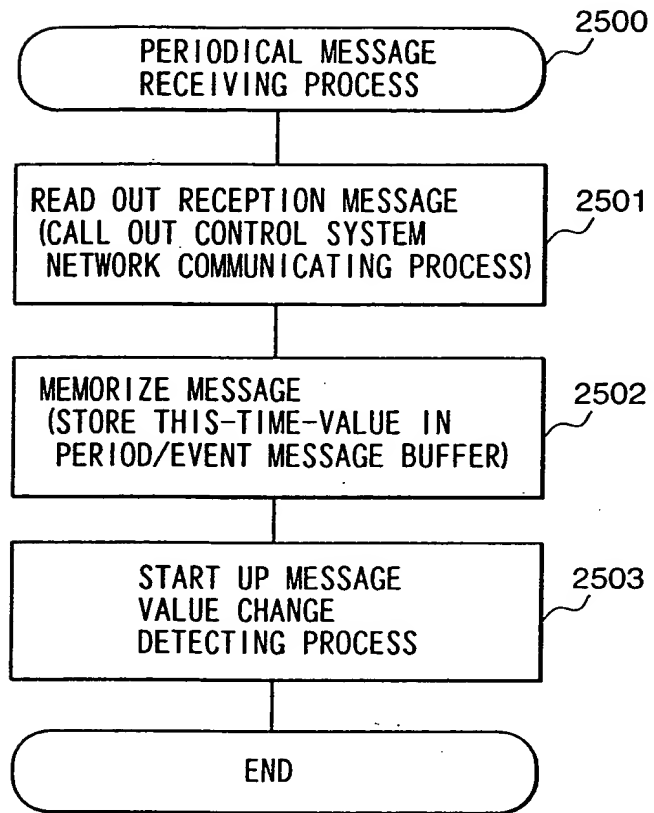 2500
PERIODICAL MESSAGE
RECEIVING PROCESS
2501
READ OUT RECEPTION MESSAGE
(CALL OUT CONTROL SYSTEM
NETWORK COMMUNICATING PROCESS)
2502
MEMORIZE MESSAGE
(STORE THIS-TIME-VALUE IN
PERIOD/EVENT MESSAGE BUFFER)
2503
START UP MESSAGE
VALUE CHANGE
DETECTING PROCESS
END